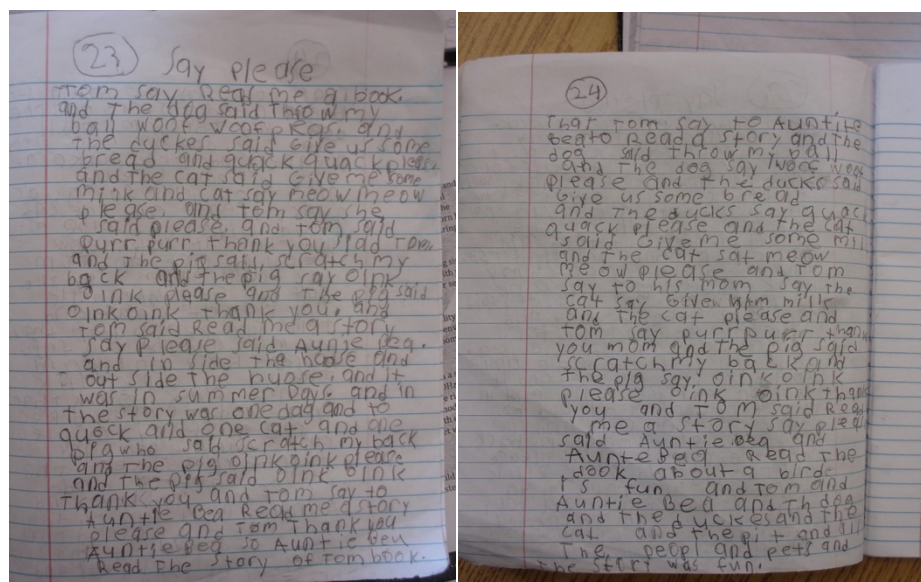 23
Say please
Tom say Read me a book.
and The dog said Throw my
ball woof woof pleas. and
The duckes said Give us some
bread and quack quack please.
and the cat said Give me some
milk and cat say meow meow
please, and Tom say she
said please, and Tom said
purr purr thank you said Tom.
and The pig said scratch my
back and the pig say oink
oink please and The pig said
oink oink Thank you, and
Tom said Read me a story
say please said Auntie Bea.
and in side the house and
out side the huose, and it
was in summer days. and in
The story was one dog and to
quack and one cat and one
pig who said scratch my back
and The pig oink oink please.
and the pig said oink oink
Thank you and Tom say to
Auntie Bea Read me a story
please and Tom Thank you
Auntie Bea so Auntie Bea
Read The Story of Tom book.
24
That Tom say to Auntie
Bea to Read a story and the
dog said Throw my ball
and the dog say woof woof
please and The ducks said
Give us some bread
and The ducks say quack
quack please and the cat
said Give me some mil
and the cat sat meow
meow please and Tom
say to his mom say the
cat say Give him milk
and the cat please and
Tom say purr purr thank
you mom and the pig said
scratch my back and
the pig say, oink oink
please oink oink thank
you and Tom said Read
me a story say pleas
said Auntie Bea and
Auntie Bea Read The
book about a bird
it's fun and Tom and
Auntie Bea and Th dog
and The duckes and the
cat and the pit and all
The, peopl and pets and
The story was fun.